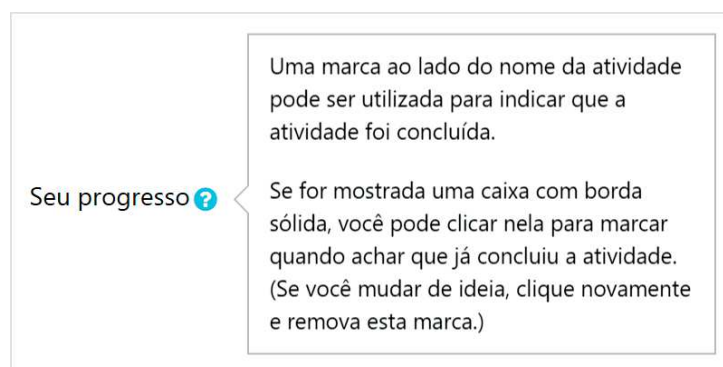 Seu progresso ?
Uma marca ao lado do nome da atividade
pode ser utilizada para indicar que a
atividade foi concluída.
Se for mostrada uma caixa com borda
sólida, você pode clicar nela para marcar
quando achar que já concluiu a atividade.
(Se você mudar de ideia, clique novamente
e remova esta marca.)